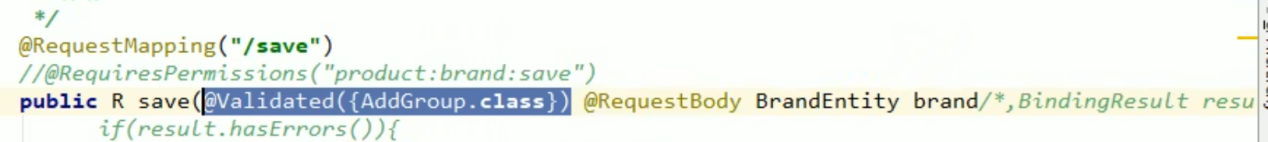 */
@RequestMapping("/save")
//@RequiresPermissions("product:brand:save")
public R save(@Validated({AddGroup.class}) @RequestBody BrandEntity brand/*,BindingResult resu
if(result.hasErrors()){